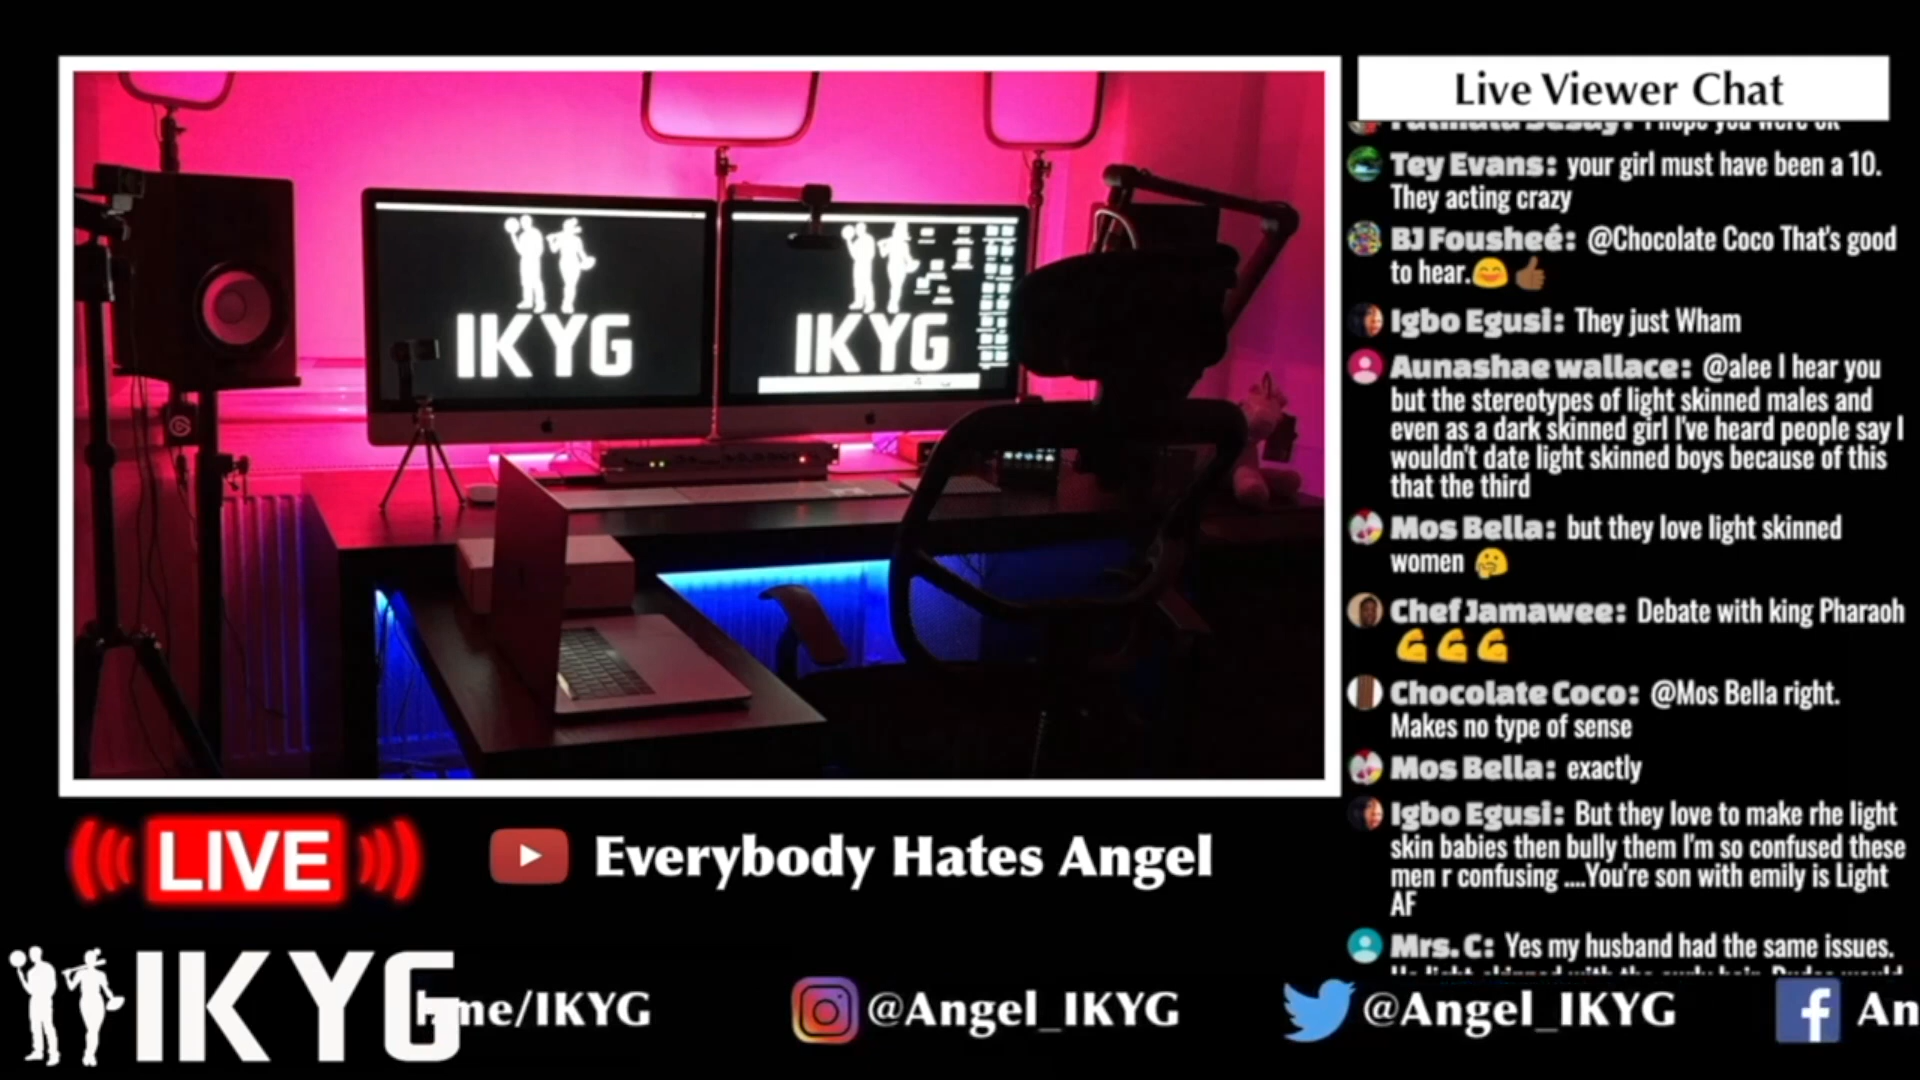 IKYG
IKYG
Live Viewer Chat
Tey Evans: your girl must have been a 10.
They acting crazy
BJ Fousheé: @Chocolate Coco That's good
to hear.😊👍🏾
Igbo Egusi: They just Wham
Aunashae wallace: @alee I hear you
but the stereotypes of light skinned males and
even as a dark skinned girl I've heard people say I
wouldn't date light skinned boys because of this
that the third
Mos Bella: but they love light skinned
women 🤔
Chef Jamawee: Debate with king Pharaoh
💪💪💪
Chocolate Coco: @Mos Bella right.
Makes no type of sense
Mos Bella: exactly
Igbo Egusi: But they love to make rhe light
skin babies then bully them I'm so confused these
men r confusing ....You're son with emily is Light
AF
Mrs. C: Yes my husband had the same issues.
LIVE
Everybody Hates Angel
IKYG
me/IKYG
@Angel_IKYG
@Angel_IKYG
An